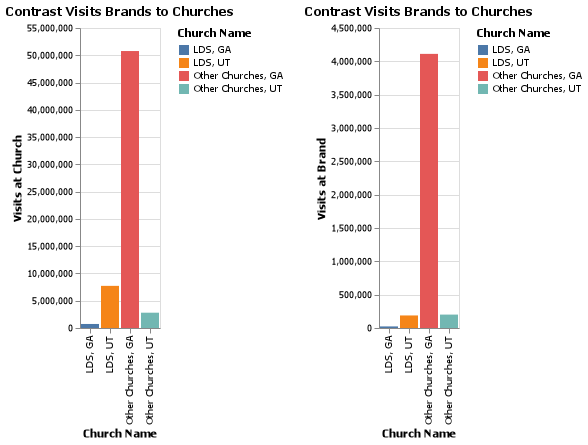 Contrast Visits Brands to Churches
55,000,000
50,000,000
45,000,000
40,000,000
35,000,000
30,000,000
25,000,000
20,000,000
15,000,000
10,000,000
5,000,000
0
Visits at Church
LDS, GA
LDS, UT
Other Churches, GA
Other Churches, UT
Church Name
Church Name
LDS, GA
LDS, UT
Other Churches, GA
Other Churches, UT
Contrast Visits Brands to Churches
4,500,000
4,000,000
3,500,000
3,000,000
2,500,000
2,000,000
1,500,000
1,000,000
500,000
0
Visits at Brand
LDS, GA
LDS, UT
Other Churches, GA
Other Churches, UT
Church Name
Church Name
LDS, GA
LDS, UT
Other Churches, GA
Other Churches, UT